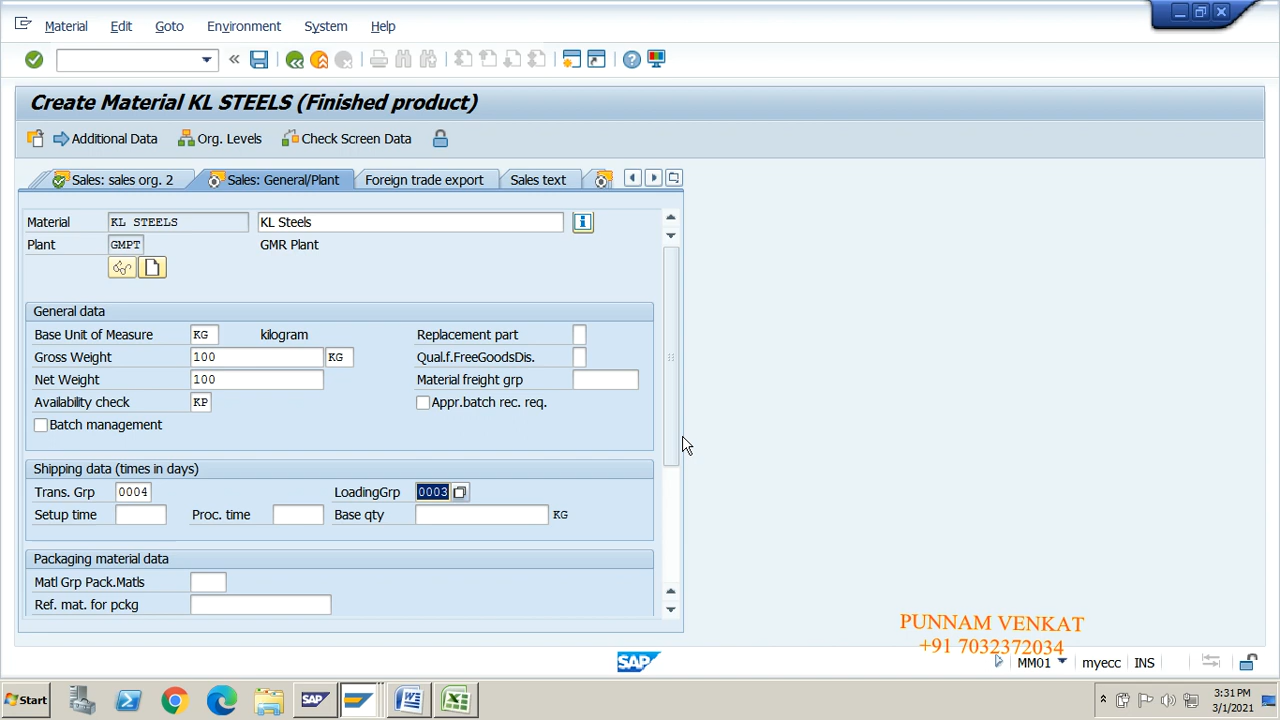 Material Edit Goto Environment System Help
Create Material KL STEELS (Finished product)
Additional Data Org. Levels Check Screen Data
Sales: sales org. 2 Sales: General/Plant Foreign trade export Sales text
Material KL STEELS KL Steels
Plant GMPT GMR Plant
General data
Base Unit of Measure KG kilogram Replacement part
Gross Weight 100 KG Qual.f.FreeGoodsDis.
Net Weight 100 Material freight grp
Availability check KP Appr.batch rec. req.
Batch management
Shipping data (times in days)
Trans. Grp 0004 LoadingGrp 0003
Setup time Proc. time Base qty KG
Packaging material data
Matl Grp Pack.Matls
Ref. mat. for pckg
PUNNAM VENKAT
+91 7032372034
SAP MM01 myecc INS
Start SAP 3:31 PM
3/1/2021